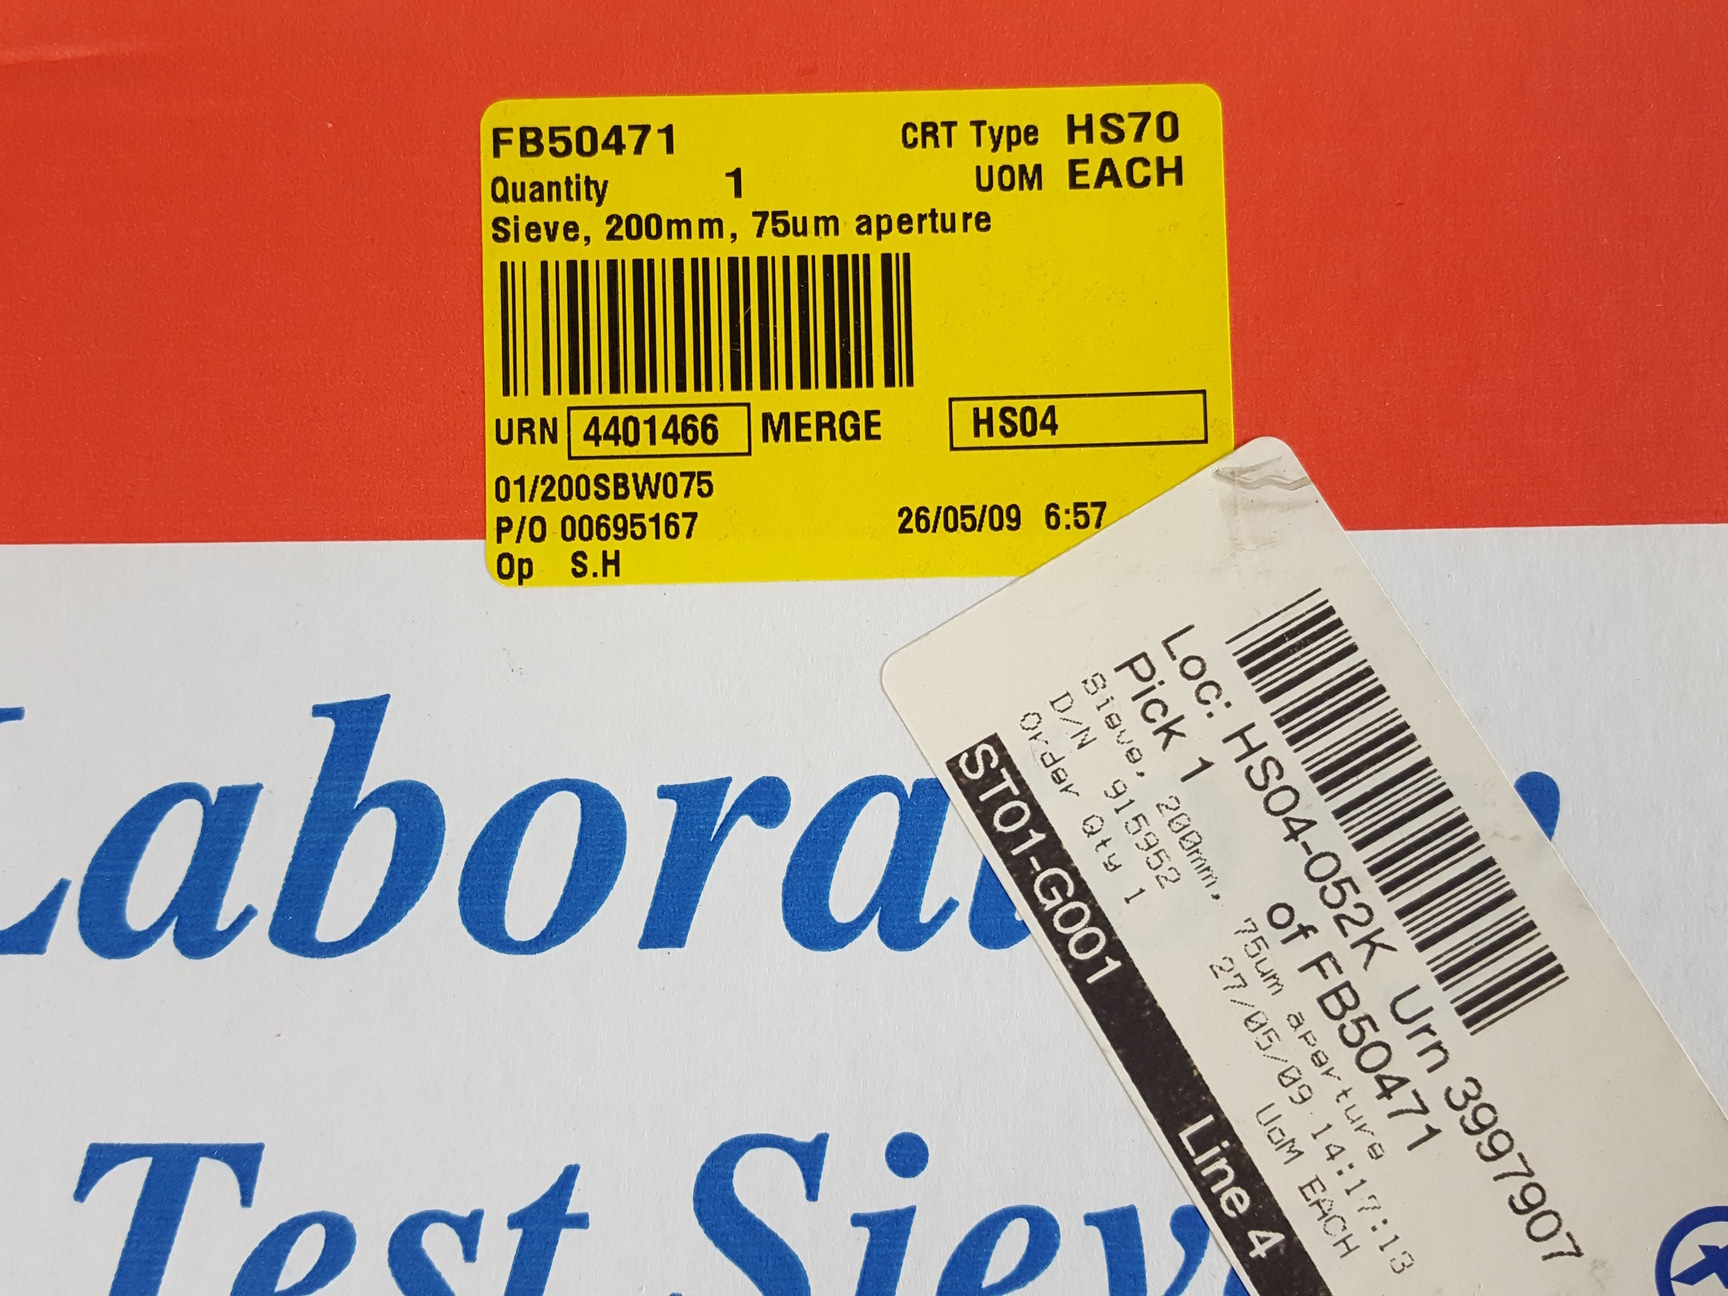 FB50471 CRT Type HS70
Quantity 1 UOM EACH
Sieve, 200mm, 75um aperture
URN 4401466 MERGE HS04
01/200SBW075
P/O 00695167 26/05/09 6:57
Op S.H
Loc: HS04-052K Urn 3997907
Pick 1 of FB50471
Sieve, 200mm, 75um aperture
D/N 915952 27/05/09 14:17:13
Order Qty 1 UoM EACH
ST01-G001 Line 4
Labora
Test Sieve